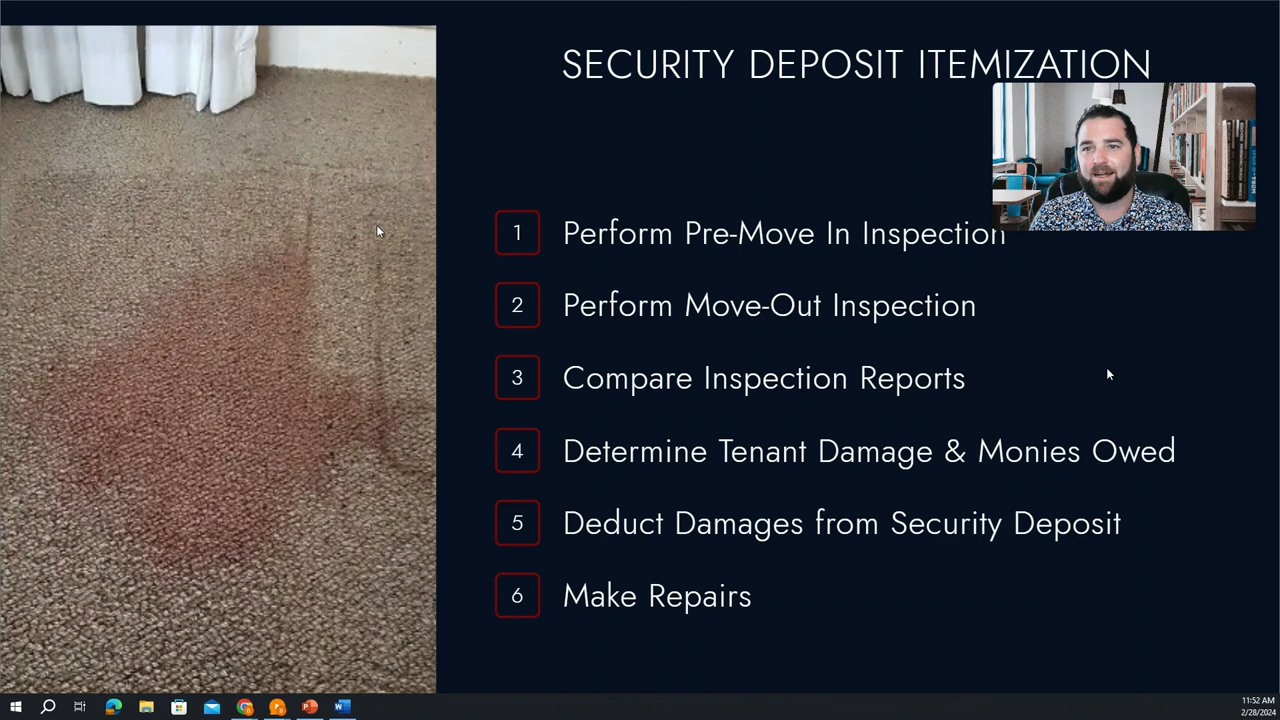 SECURITY DEPOSIT ITEMIZATION
1 Perform Pre-Move In Inspection
2 Perform Move-Out Inspection
3 Compare Inspection Reports
4 Determine Tenant Damage & Monies Owed
5 Deduct Damages from Security Deposit
6 Make Repairs
11:52 AM
2/28/2024